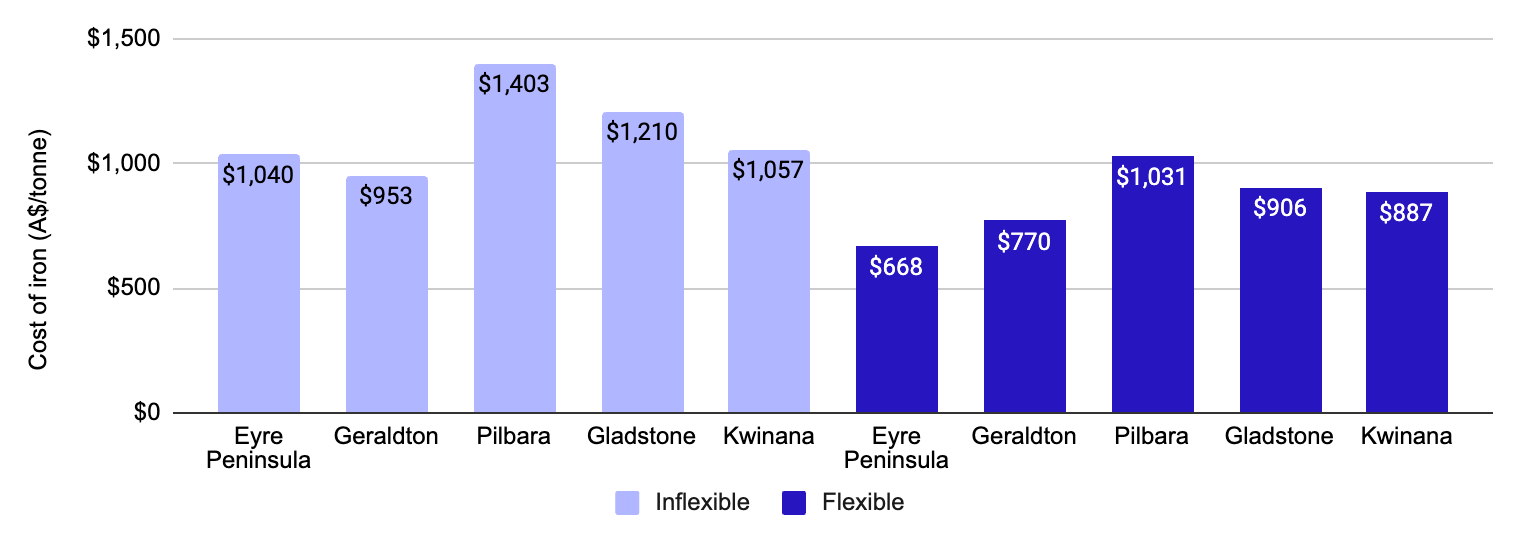 Cost of iron (A$/tonne)
$1,500
$1,000
$500
$0
$1,040
$953
$1,403
$1,210
$1,057
$668
$770
$1,031
$906
$887
Eyre
Peninsula
Geraldton
Pilbara
Gladstone
Kwinana
Eyre
Peninsula
Geraldton
Pilbara
Gladstone
Kwinana
Inflexible
Flexible